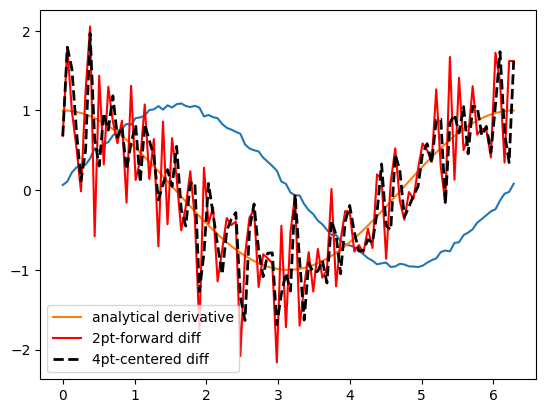 2
1
0
−1
−2
analytical derivative
2pt-forward diff
4pt-centered diff
0 1 2 3 4 5 6